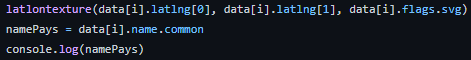 latlontexture(data[i].latlng[0], data[i].latlng[1], data[i].flags.svg)
namePays = data[i].name.common
console.log(namePays)